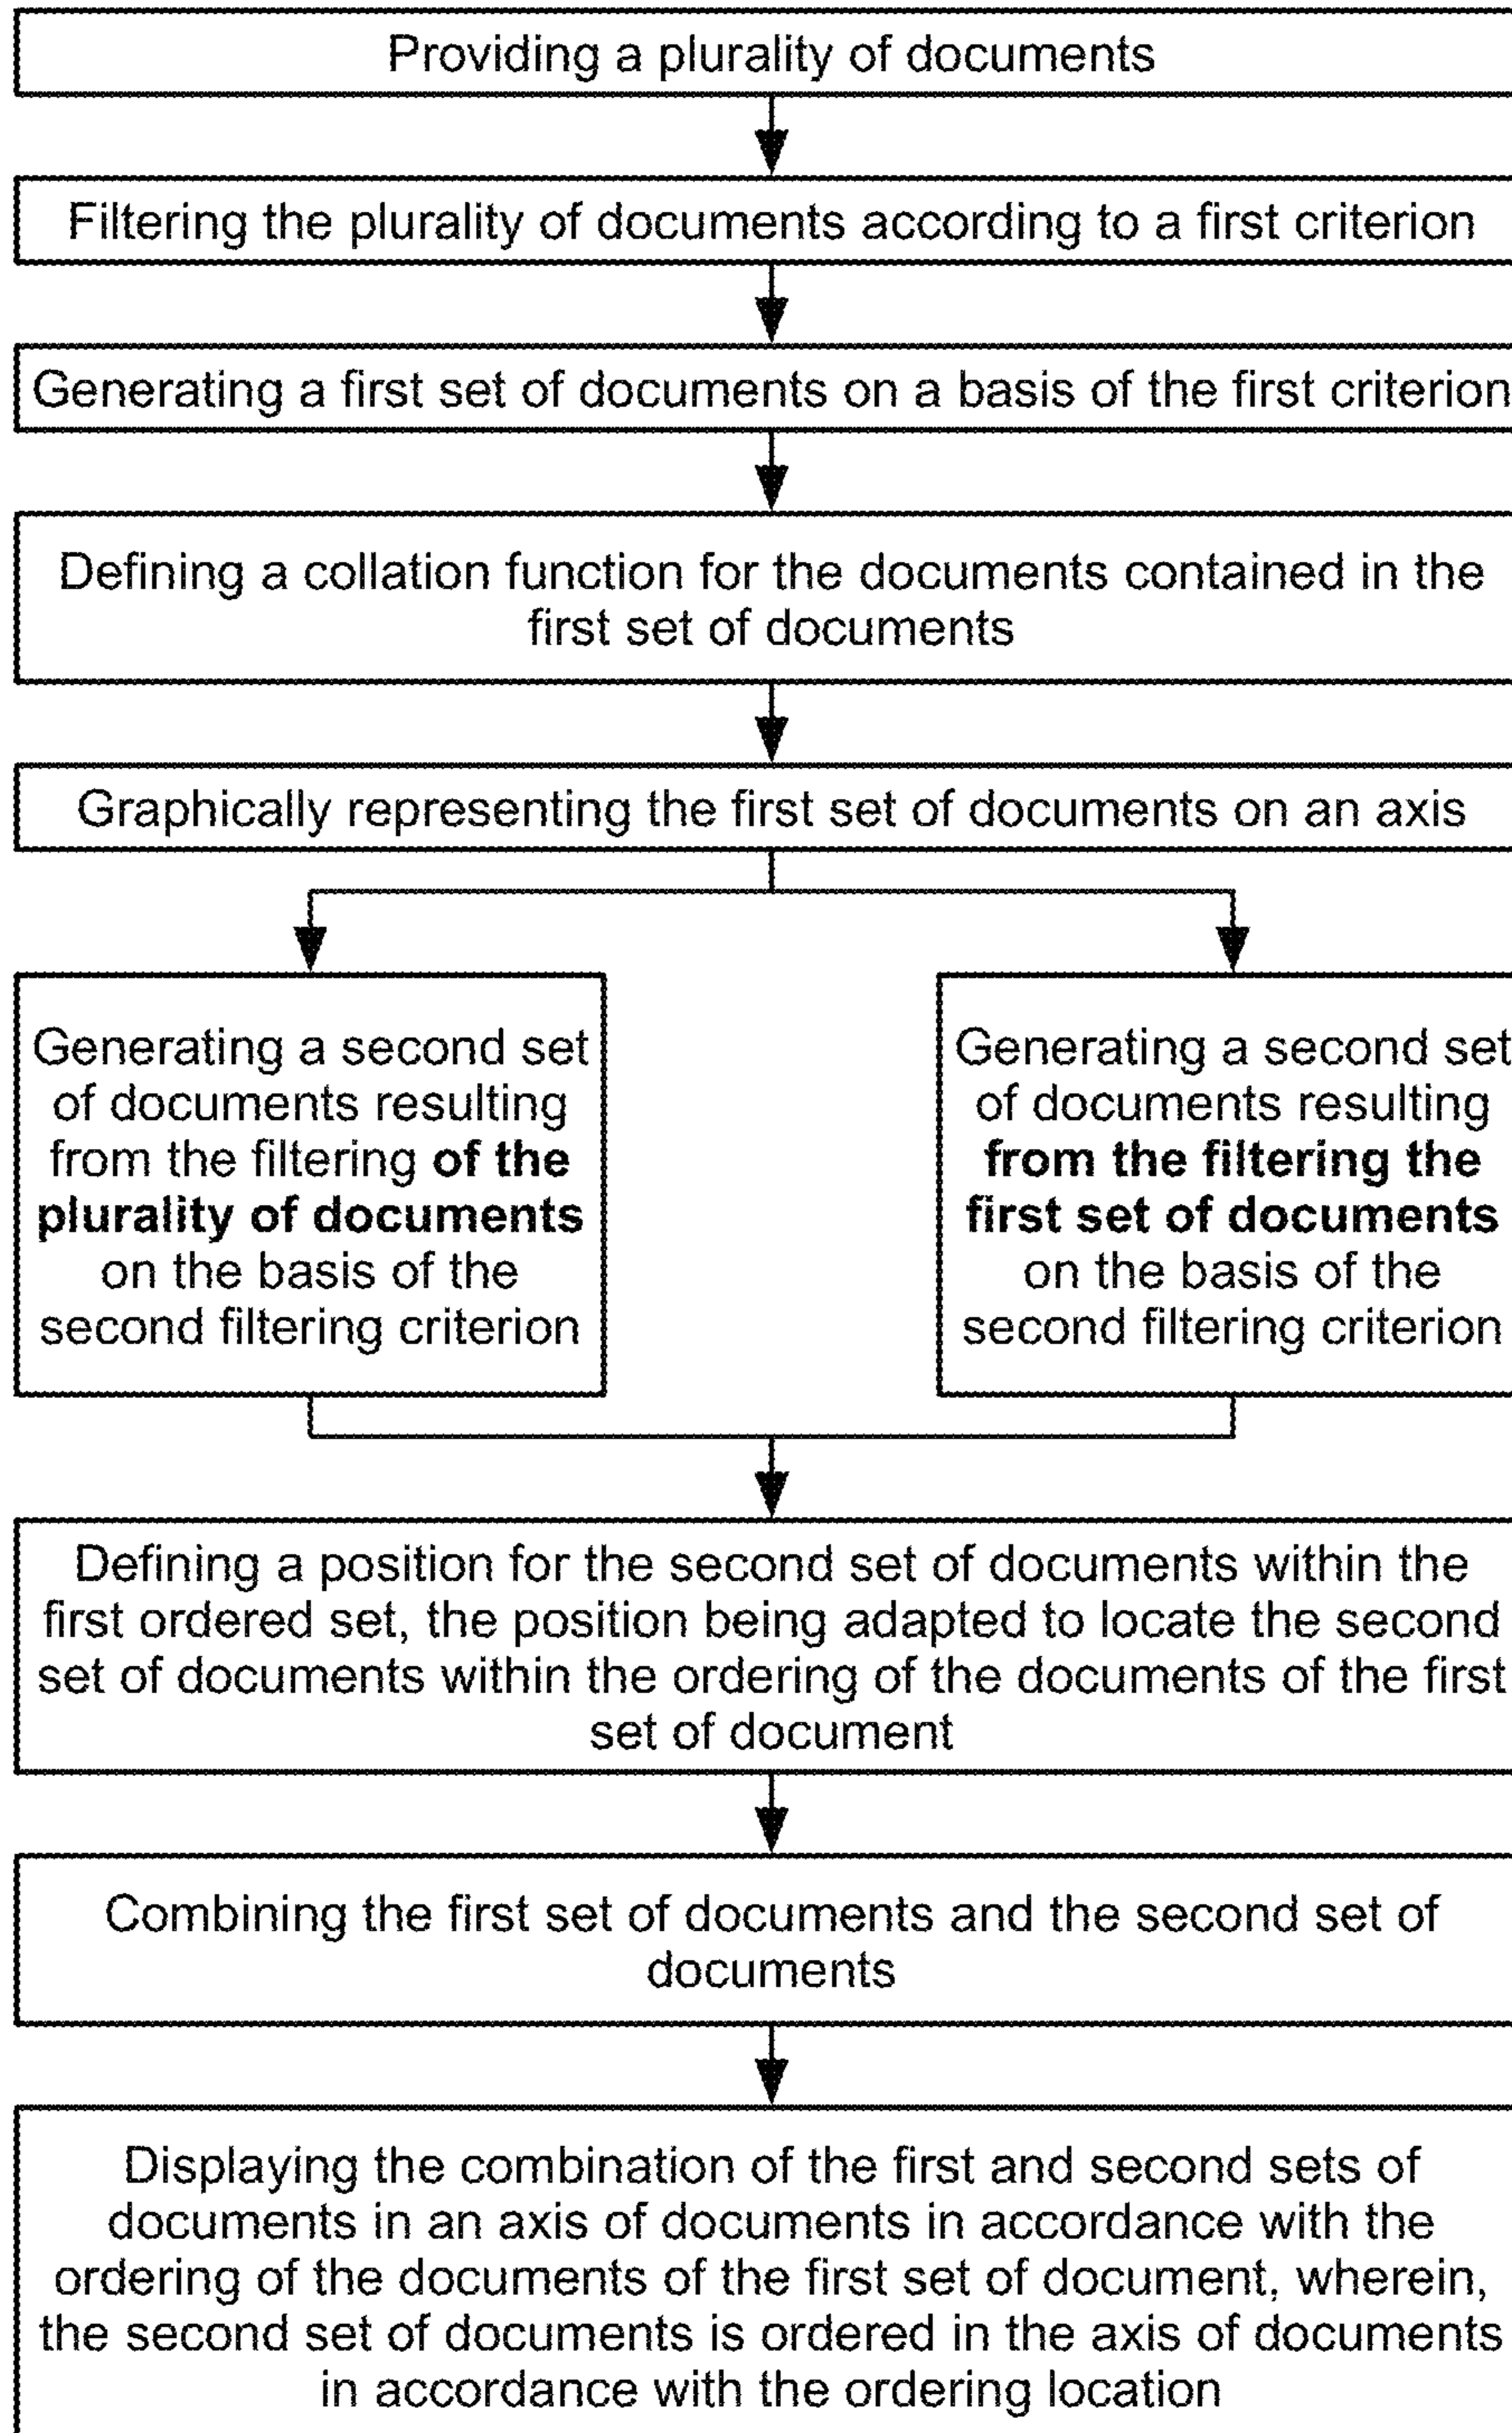 Providing a plurality of documents
Filtering the plurality of documents according to a first criterion
Generating a first set of documents on a basis of the first criterion
Defining a collation function for the documents contained in the
first set of documents
Graphically representing the first set of documents on an axis
Generating a second set
of documents resulting
from the filtering of the
plurality of documents
on the basis of the
second filtering criterion
Generating a second set
of documents resulting
from the filtering the
first set of documents
on the basis of the
second filtering criterion
Defining a position for the second set of documents within the
first ordered set, the position being adapted to locate the second
set of documents within the ordering of the documents of the first
set of document
Combining the first set of documents and the second set of
documents
Displaying the combination of the first and second sets of
documents in an axis of documents in accordance with the
ordering of the documents of the first set of document, wherein,
the second set of documents is ordered in the axis of documents
in accordance with the ordering location